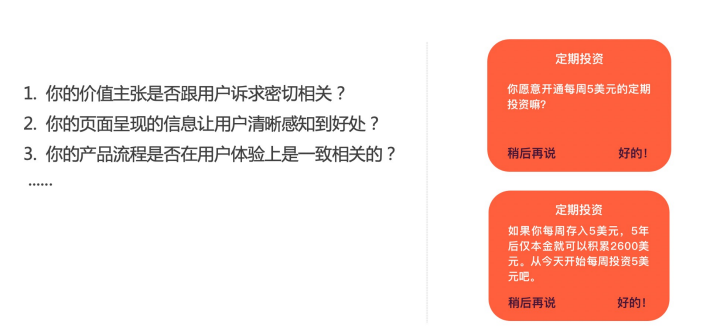 1. 你的价值主张是否跟用户诉求密切相关？
2. 你的页面呈现的信息让用户清晰感知到好处？
3. 你的产品流程是否在用户体验上是一致相关的？
......
定期投资
你愿意开通每周5美元的定期
投资嘛?
稍后再说 好的!
定期投资
如果你每周存入5美元，5年
后仅本金就可以积累2600美
元。从今天开始每周投资5美
元吧。
稍后再说 好的!